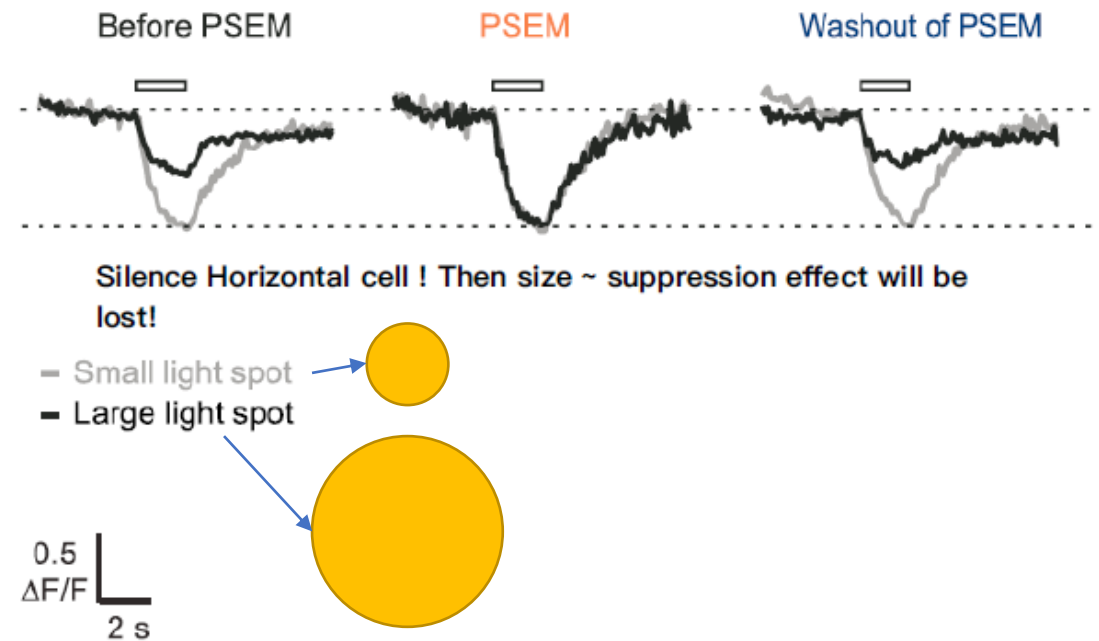 Before PSEM
PSEM
Washout of PSEM
Silence Horizontal cell ! Then size ~ suppression effect will be
lost!
Small light spot
Large light spot
0.5
ΔF/F
2 s